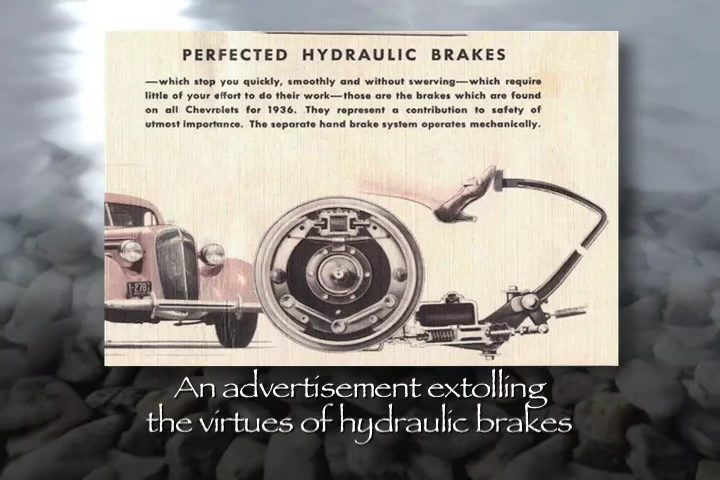 PERFECTED HYDRAULIC BRAKES
—which stop you quickly, smoothly and without swerving—which require
little of your effort to do their work—those are the brakes which are found
on all Chevrolets for 1936. They represent a contribution to safety of
utmost importance. The separate hand brake system operates mechanically.
An advertisement extolling
the virtues of hydraulic brakes